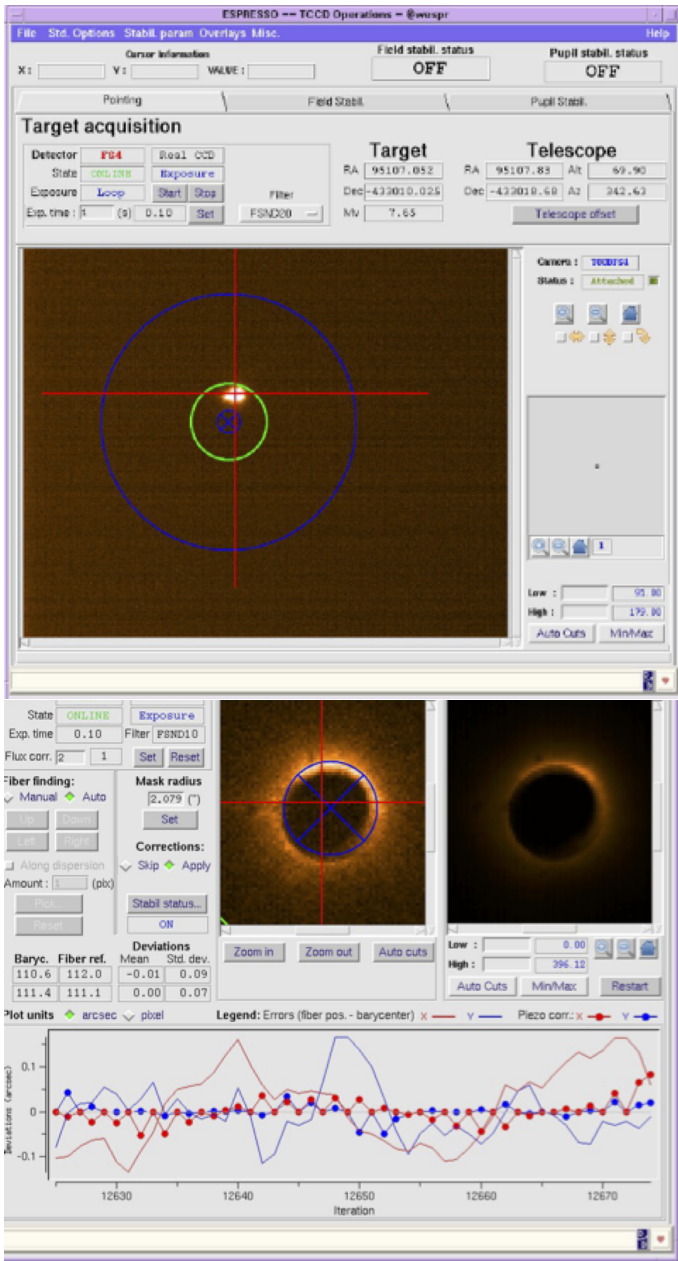 ESPRESSO -- TCCD Operations - @wuspr
File Std. Options Stabil. param Overlays Misc. Help
Cursor Information Field stabil. status Pupil stabil. status
X: Y: VALUE: OFF OFF
Pointing Field Stabil. Pupil Stabil.
Target acquisition
Detector FS4 Real CCD Target Telescope
State ONLINE Exposure RA 95107.052 RA 95107.83 Alt 69.90
Exposure Loop Start Stop Filter Dec -433010.025 Dec -433018.68 Az 342.63
Exp. time: 1 (s) 0.10 Set FSND20 Mv 7.65 Telescope offset
Camera :
Status : Attached
1
Low : 95.00
High : 179.00
Auto Cuts Min/Max
State ONLINE Exposure
Exp. time 0.10 Filter FSND10
Flux corr. 2 1 Set Reset
Fiber finding: Mask radius
Manual Auto 2.079 (")
Up Down Set
Left Right Corrections:
Along dispersion Skip Apply
Amount : 1 (pix)
Pick... Stabil status...
Reset ON
Deviations
Baryc. Fiber ref. Mean Std. dev.
110.6 112.0 -0.01 0.09
111.4 111.1 0.00 0.07
Zoom in Zoom out Auto cuts
Low : 0.00
High : 396.12
Auto Cuts Min/Max Restart
Plot units arcsec pixel Legend: Errors (fiber pos. - barycenter) X Y Piezo corr.: X Y
Deviations (arcsec)
0.1
0
-0.1
12630 12640 12650 12660 12670
Iteration